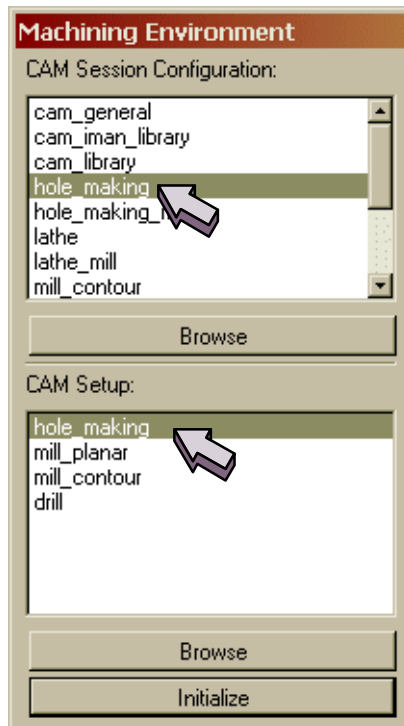 Machining Environment
CAM Session Configuration:
cam_general
cam_iman_library
cam_library
hole_making
hole_making_
lathe
lathe_mill
mill_contour
Browse
CAM Setup:
hole_making
mill_planar
mill_contour
drill
Browse
Initialize